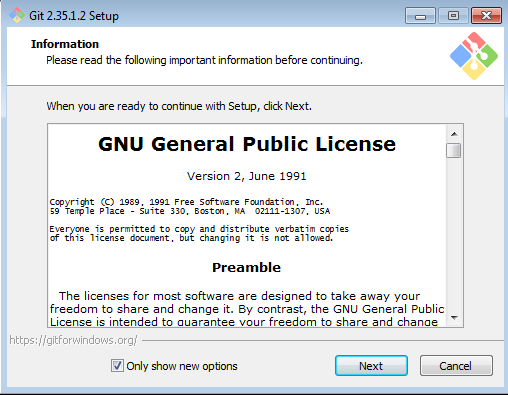 Git 2.35.1.2 Setup
Information
Please read the following important information before continuing.
When you are ready to continue with Setup, click Next.
GNU General Public License
Version 2, June 1991
Copyright (C) 1989, 1991 Free Software Foundation, Inc.
59 Temple Place - Suite 330, Boston, MA  02111-1307, USA
Everyone is permitted to copy and distribute verbatim copies
of this license document, but changing it is not allowed.
Preamble
The licenses for most software are designed to take away your
freedom to share and change it. By contrast, the GNU General Public
License is intended to guarantee your freedom to share and change
https://gitforwindows.org/
Only show new options
Next
Cancel